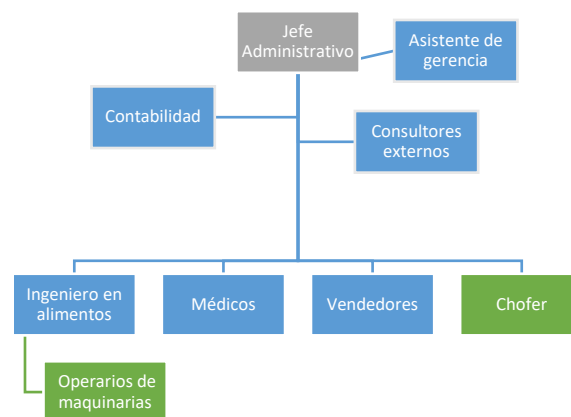 Jefe
Administrativo
Asistente de
gerencia
Contabilidad
Consultores
externos
Ingeniero en
alimentos
Médicos
Vendedores
Chofer
Operarios de
maquinarias